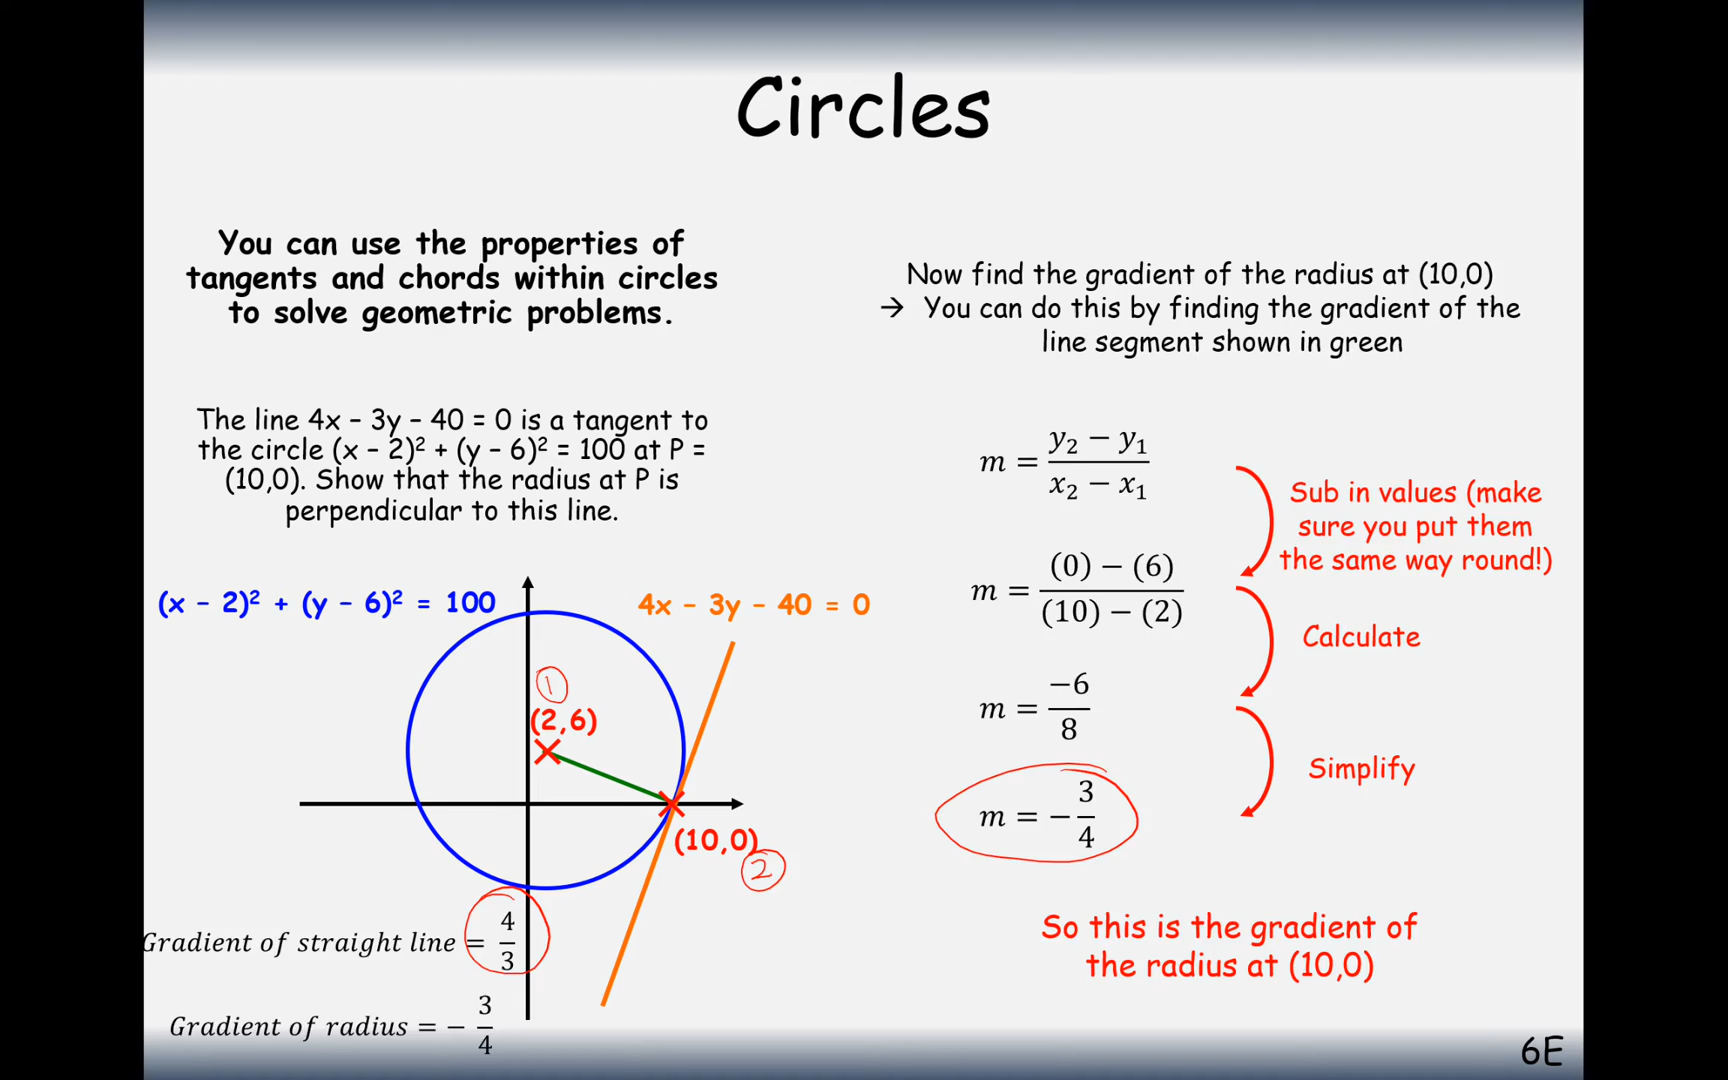 Circles
You can use the properties of
tangents and chords within circles
to solve geometric problems.
The line 4x – 3y – 40 = 0 is a tangent to
the circle (x – 2)² + (y – 6)² = 100 at P =
(10,0). Show that the radius at P is
perpendicular to this line.
(x – 2)² + (y – 6)² = 100
4x – 3y – 40 = 0
①
(2,6)
(10,0)
②
Gradient of straight line = 4/3
Gradient of radius = − 3/4
Now find the gradient of the radius at (10,0)
→ You can do this by finding the gradient of the
line segment shown in green
m = (y₂ − y₁)/(x₂ − x₁)
m = ((0) − (6))/((10) − (2))
m = −6/8
m = − 3/4
Sub in values (make
sure you put them
the same way round!)
Calculate
Simplify
So this is the gradient of
the radius at (10,0)
6E